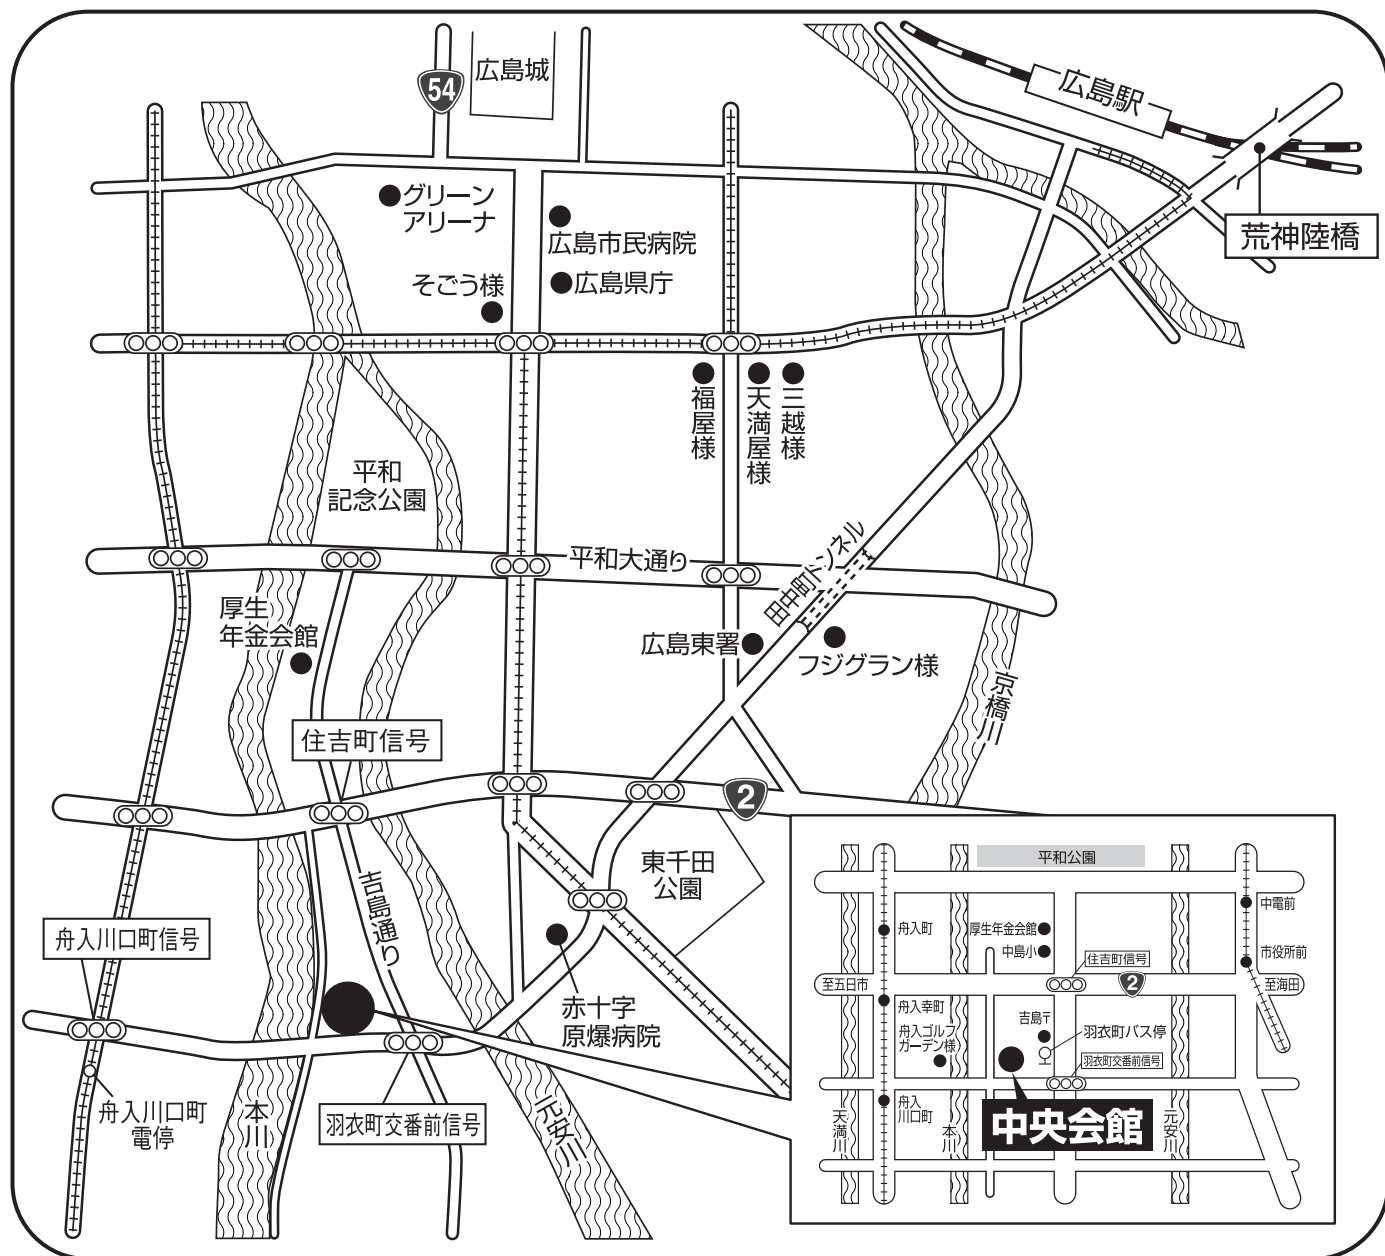 広島城
54
広島駅
荒神陸橋
グリーン
アリーナ
広島市民病院
広島県庁
そごう様
福屋様
天満屋様
三越様
平和
記念公園
平和大通り
田中町トンネル
厚生
年金会館
広島東署
フジグラン様
京橋川
住吉町信号
2
東千田
公園
吉島通り
舟入川口町信号
赤十字
原爆病院
舟入川口町
電停
本川
羽衣町交番前信号
元安川
平和公園
中電前
舟入町
厚生年金会館
中島小
住吉町信号
市役所前
至五日市
2
至海田
舟入幸町
吉島〒
羽衣町バス停
舟入ゴルフ
ガーデン様
羽衣町交番前信号
舟入
川口町
中央会館
天満川
本川
元安川